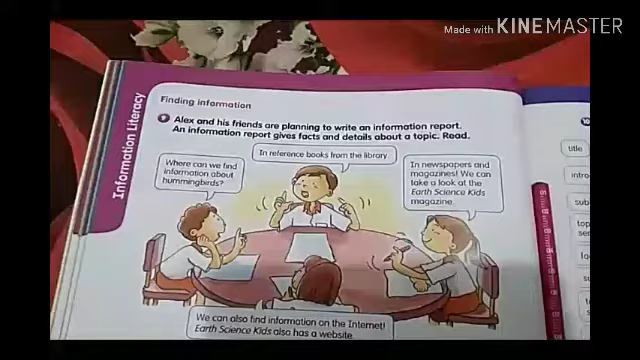 Made with KINEMASTER
Information Literacy
Finding information
Alex and his friends are planning to write an information report.
An information report gives facts and details about a topic. Read.
Where can we find
information about
hummingbirds?
In reference books from the library
In newspapers and
magazines! We can
take a look at the
Earth Science Kids
magazine.
We can also find information on the Internet!
Earth Science Kids also has a website
title
intro
sub
top